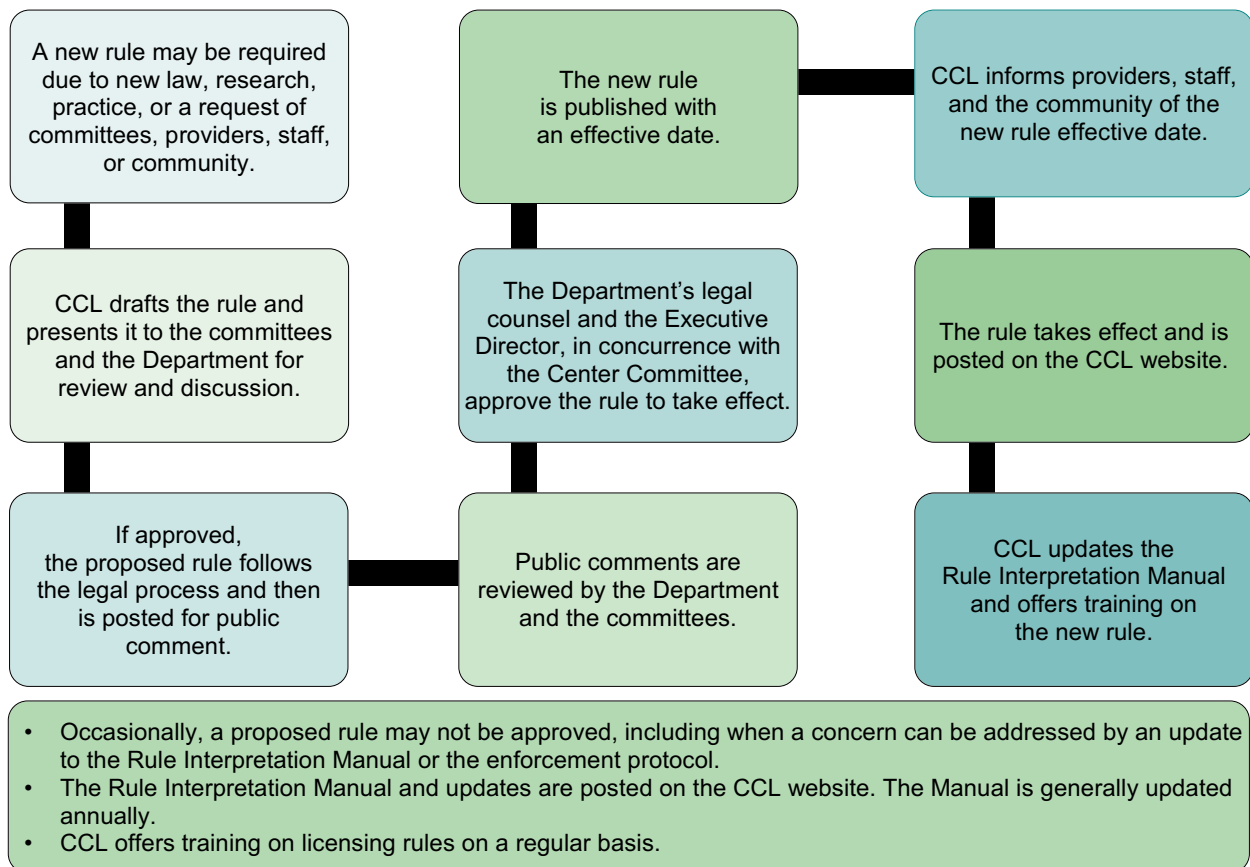 A new rule may be required
due to new law, research,
practice, or a request of
committees, providers, staff,
or community.
CCL drafts the rule and
presents it to the committees
and the Department for
review and discussion.
If approved,
the proposed rule follows
the legal process and then
is posted for public
comment.
Public comments are
reviewed by the Department
and the committees.
The Department’s legal
counsel and the Executive
Director, in concurrence with
the Center Committee,
approve the rule to take effect.
The new rule
is published with
an effective date.
CCL informs providers, staff,
and the community of the
new rule effective date.
The rule takes effect and is
posted on the CCL website.
CCL updates the
Rule Interpretation Manual
and offers training on
the new rule.
• Occasionally, a proposed rule may not be approved, including when a concern can be addressed by an update
to the Rule Interpretation Manual or the enforcement protocol.
• The Rule Interpretation Manual and updates are posted on the CCL website. The Manual is generally updated
annually.
• CCL offers training on licensing rules on a regular basis.